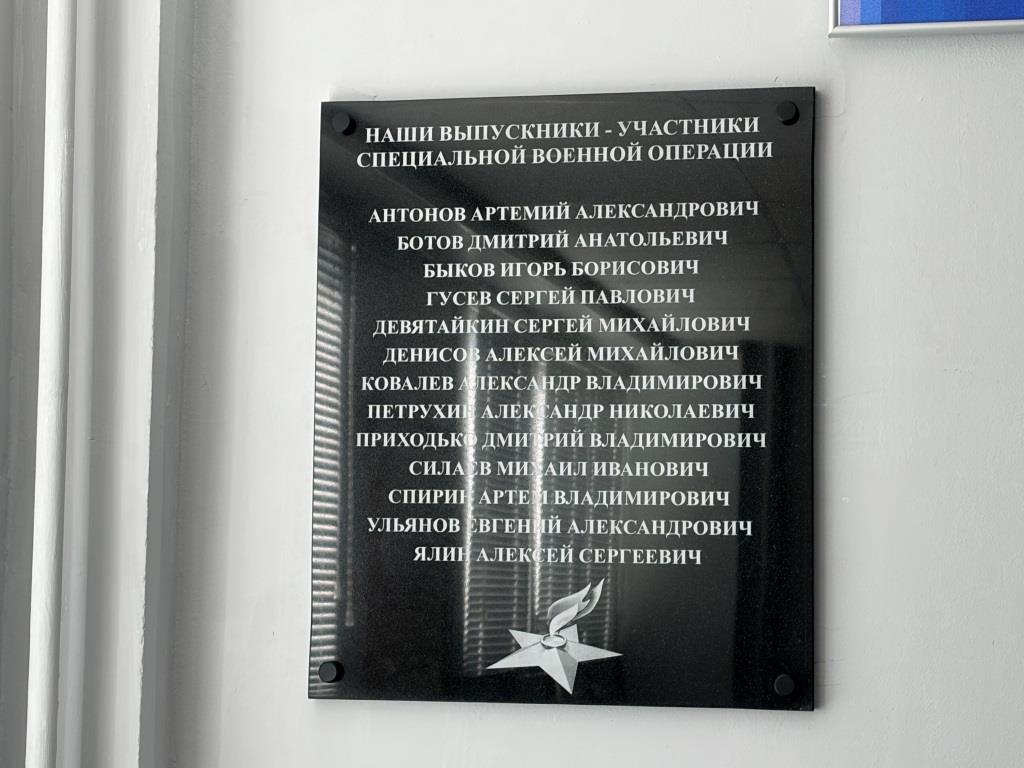 НАШИ ВЫПУСКНИКИ - УЧАСТНИКИ
СПЕЦИАЛЬНОЙ ВОЕННОЙ ОПЕРАЦИИ
АНТОНОВ АРТЕМИЙ АЛЕКСАНДРОВИЧ
БОТОВ ДМИТРИЙ АНАТОЛЬЕВИЧ
БЫКОВ ИГОРЬ БОРИСОВИЧ
ГУСЕВ СЕРГЕЙ ПАВЛОВИЧ
ДЕВЯТАЙКИН СЕРГЕЙ МИХАЙЛОВИЧ
ДЕНИСОВ АЛЕКСЕЙ МИХАЙЛОВИЧ
КОВАЛЕВ АЛЕКСАНДР ВЛАДИМИРОВИЧ
ПЕТРУХИН АЛЕКСАНДР НИКОЛАЕВИЧ
ПРИХОДЬКО ДМИТРИЙ ВЛАДИМИРОВИЧ
СИЛАЕВ МИХАИЛ ИВАНОВИЧ
СПИРИН АРТЕМ ВЛАДИМИРОВИЧ
УЛЬЯНОВ ЕВГЕНИЙ АЛЕКСАНДРОВИЧ
ЯЛИН АЛЕКСЕЙ СЕРГЕЕВИЧ